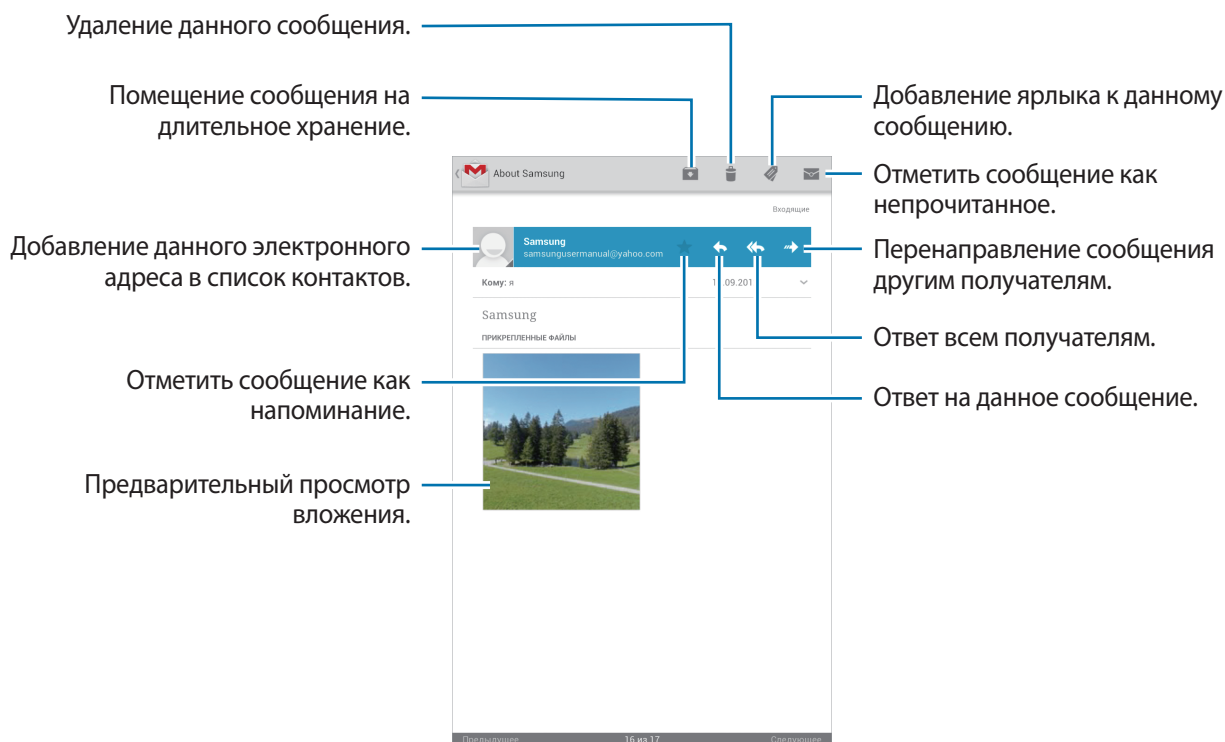 Удаление данного сообщения.
Помещение сообщения на
длительное хранение.
Добавление ярлыка к данному
сообщению.
About Samsung
Отметить сообщение как
непрочитанное.
Входящие
Добавление данного электронного
адреса в список контактов.
Samsung
samsungusermanual@yahoo.com
Перенаправление сообщения
другим получателям.
Кому: я
Samsung
ПРИКРЕПЛЕННЫЕ ФАЙЛЫ
Ответ всем получателям.
Отметить сообщение как
напоминание.
Ответ на данное сообщение.
Предварительный просмотр
вложения.
Предыдущее 16 из 17 Следующее